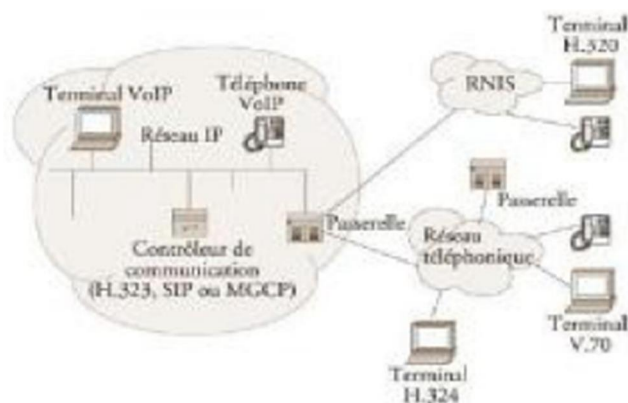 Terminal
H.320
RNIS
Terminal VoIP
Téléphone
VoIP
Réseau IP
Passerelle
Passerelle
Contrôleur de
communication
(H.323, SIP ou MGCP)
Réseau
téléphonique
Terminal
V.70
Terminal
H.324